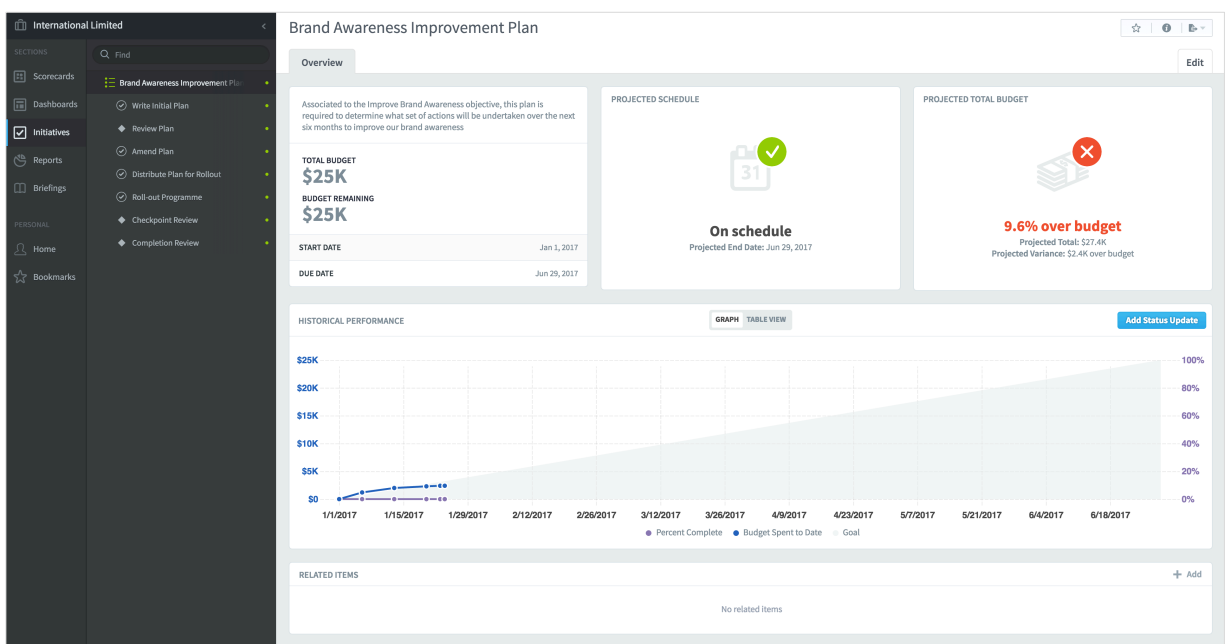 International Limited
SECTIONS
Scorecards
Dashboards
Initiatives
Reports
Briefings
PERSONAL
Home
Bookmarks
Find
Brand Awareness Improvement Plan
Write Initial Plan
Review Plan
Amend Plan
Distribute Plan for Rollout
Roll-out Programme
Checkpoint Review
Completion Review
Brand Awareness Improvement Plan
Overview
Edit
Associated to the Improve Brand Awareness objective, this plan is
required to determine what set of actions will be undertaken over the next
six months to improve our brand awareness
TOTAL BUDGET
$25K
BUDGET REMAINING
$25K
START DATE Jan 1, 2017
DUE DATE Jun 29, 2017
PROJECTED SCHEDULE
31
On schedule
Projected End Date: Jun 29, 2017
PROJECTED TOTAL BUDGET
9.6% over budget
Projected Total: $27.4K
Projected Variance: $2.4K over budget
HISTORICAL PERFORMANCE
GRAPH TABLE VIEW
Add Status Update
$25K 100%
$20K 80%
$15K 60%
$10K 40%
$5K 20%
$0 0%
1/1/2017 1/15/2017 1/29/2017 2/12/2017 2/26/2017 3/12/2017 3/26/2017 4/9/2017 4/23/2017 5/7/2017 5/21/2017 6/4/2017 6/18/2017
Percent Complete Budget Spent to Date Goal
RELATED ITEMS
+ Add
No related items